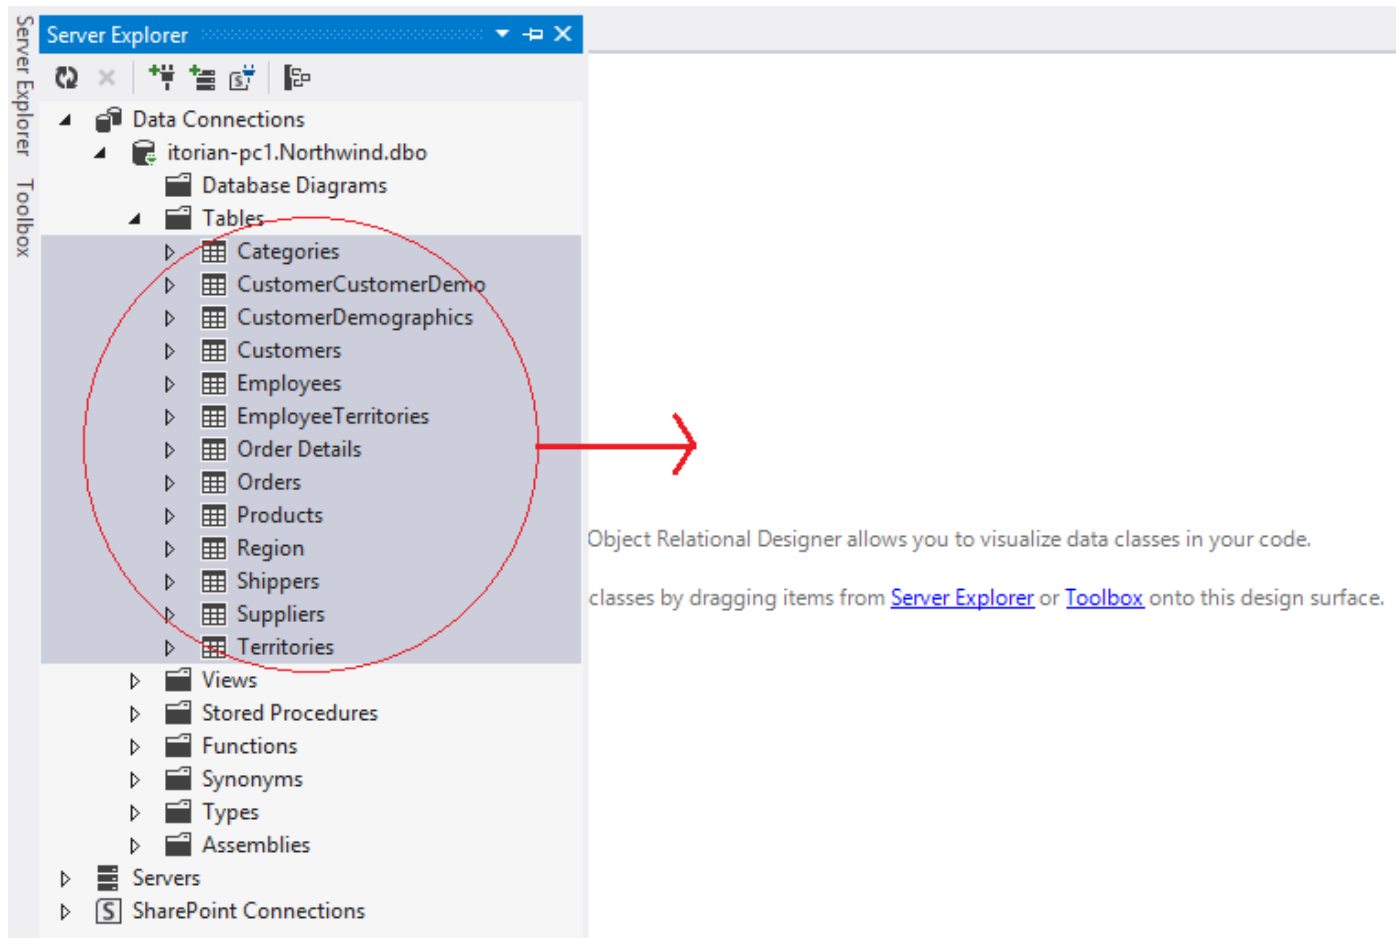 Server Explorer
Toolbox
Server Explorer
Data Connections
itorian-pc1.Northwind.dbo
Database Diagrams
Tables
Categories
CustomerCustomerDemo
CustomerDemographics
Customers
Employees
EmployeeTerritories
Order Details
Orders
Products
Region
Shippers
Suppliers
Territories
Views
Stored Procedures
Functions
Synonyms
Types
Assemblies
Servers
SharePoint Connections
Object Relational Designer allows you to visualize data classes in your code.
classes by dragging items from Server Explorer or Toolbox onto this design surface.